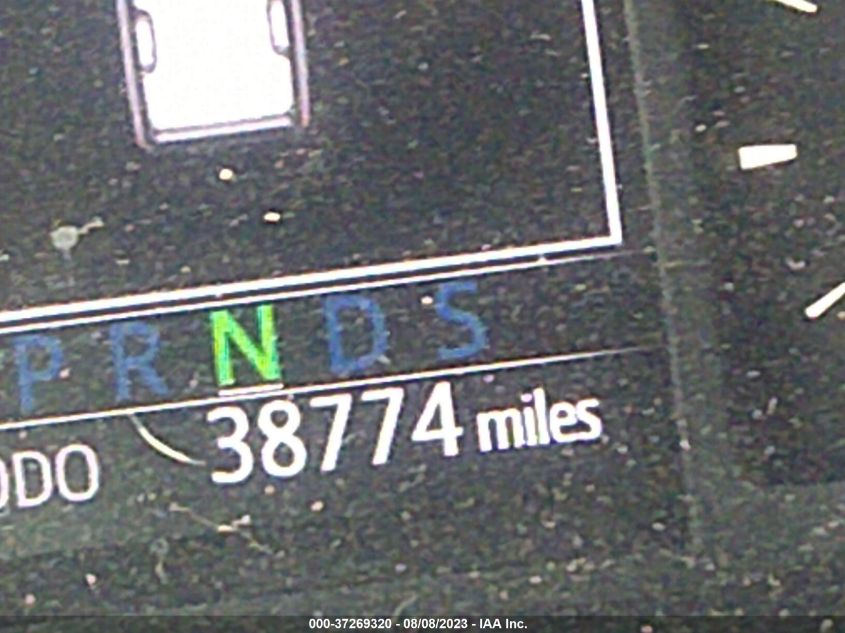 P R N D S
38774 miles
ODO
000-37269320 - 08/08/2023 - IAA Inc.